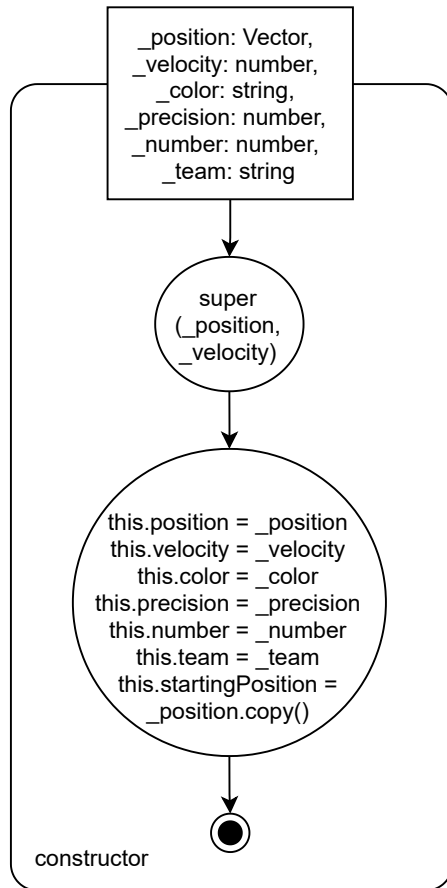 _position: Vector,
_velocity: number,
_color: string,
_precision: number,
_number: number,
_team: string
super
(_position,
_velocity)
this.position = _position
this.velocity = _velocity
this.color = _color
this.precision = _precision
this.number = _number
this.team = _team
this.startingPosition =
_position.copy()
constructor